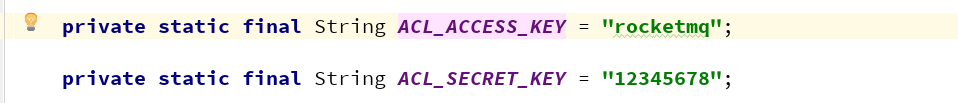 private static final String ACL_ACCESS_KEY = "rocketmq";
private static final String ACL_SECRET_KEY = "12345678";